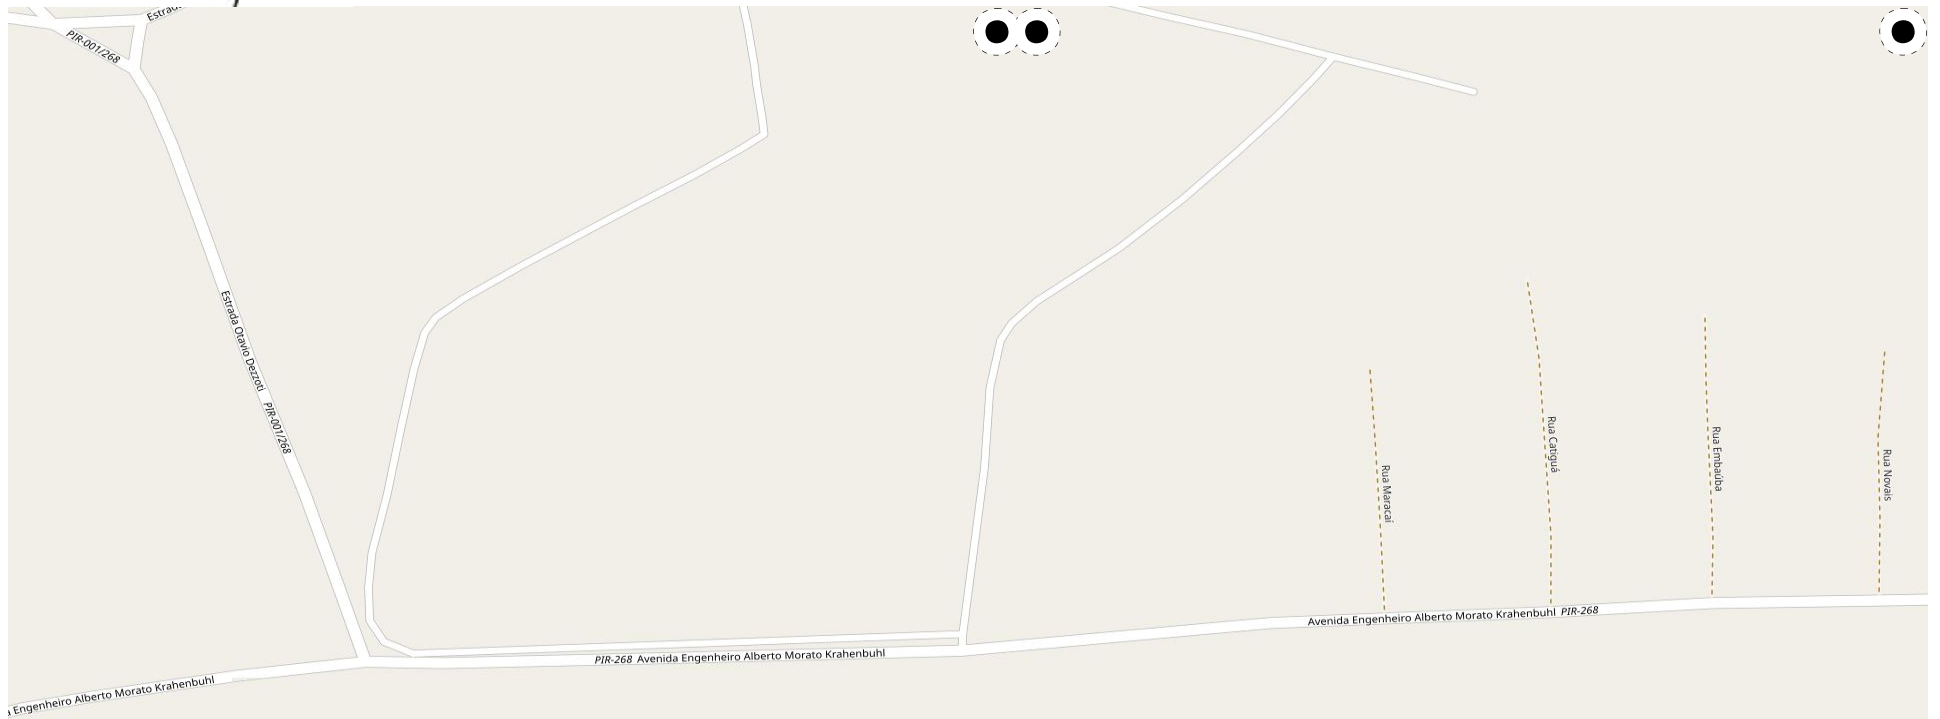 Estrada
PIR-001/268
Estrada Otavio Dezzoti PIR-001/268
Rua Maracaí
Rua Catiguá
Rua Embaúba
Rua Novais
Avenida Engenheiro Alberto Morato Krahenbuhl PIR-268
PIR-268 Avenida Engenheiro Alberto Morato Krahenbuhl
a Engenheiro Alberto Morato Krahenbuhl